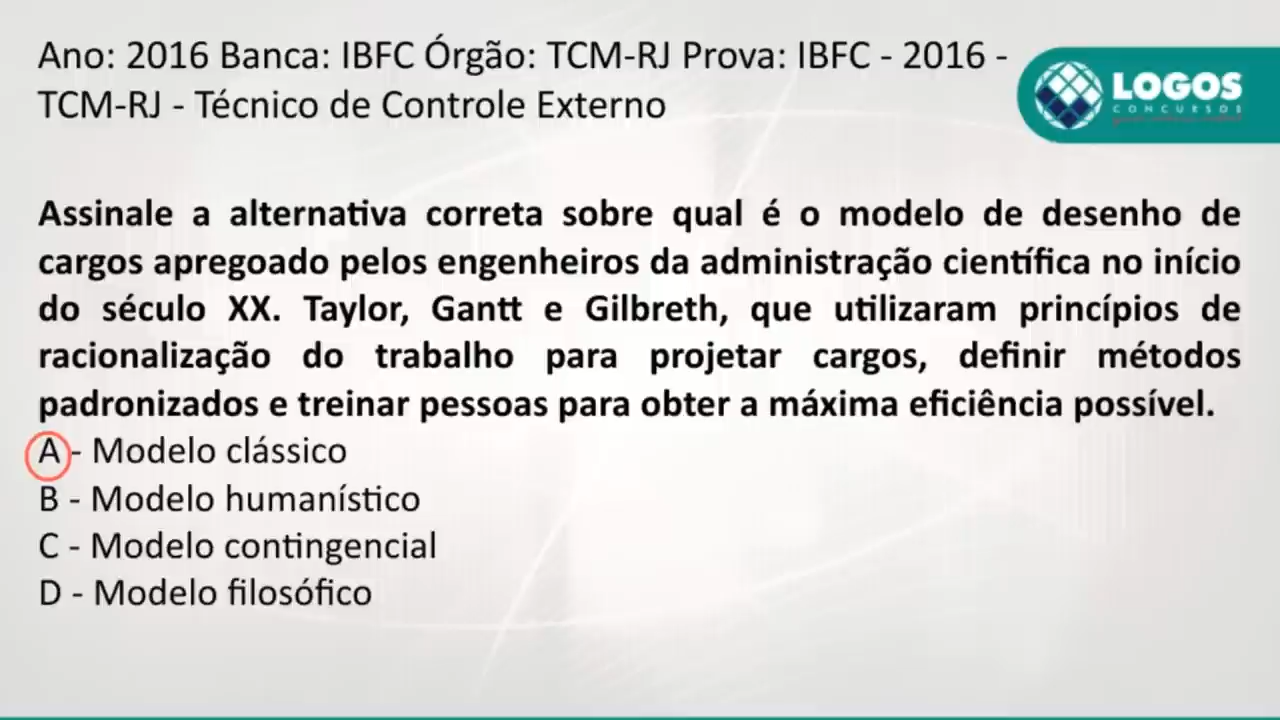 Ano: 2016 Banca: IBFC Órgão: TCM-RJ Prova: IBFC - 2016 -
TCM-RJ - Técnico de Controle Externo
LOGOS
CONCURSOS
Assinale a alternativa correta sobre qual é o modelo de desenho de
cargos apregoado pelos engenheiros da administração científica no início
do século XX. Taylor, Gantt e Gilbreth, que utilizaram princípios de
racionalização do trabalho para projetar cargos, definir métodos
padronizados e treinar pessoas para obter a máxima eficiência possível.
A - Modelo clássico
B - Modelo humanístico
C - Modelo contingencial
D - Modelo filosófico